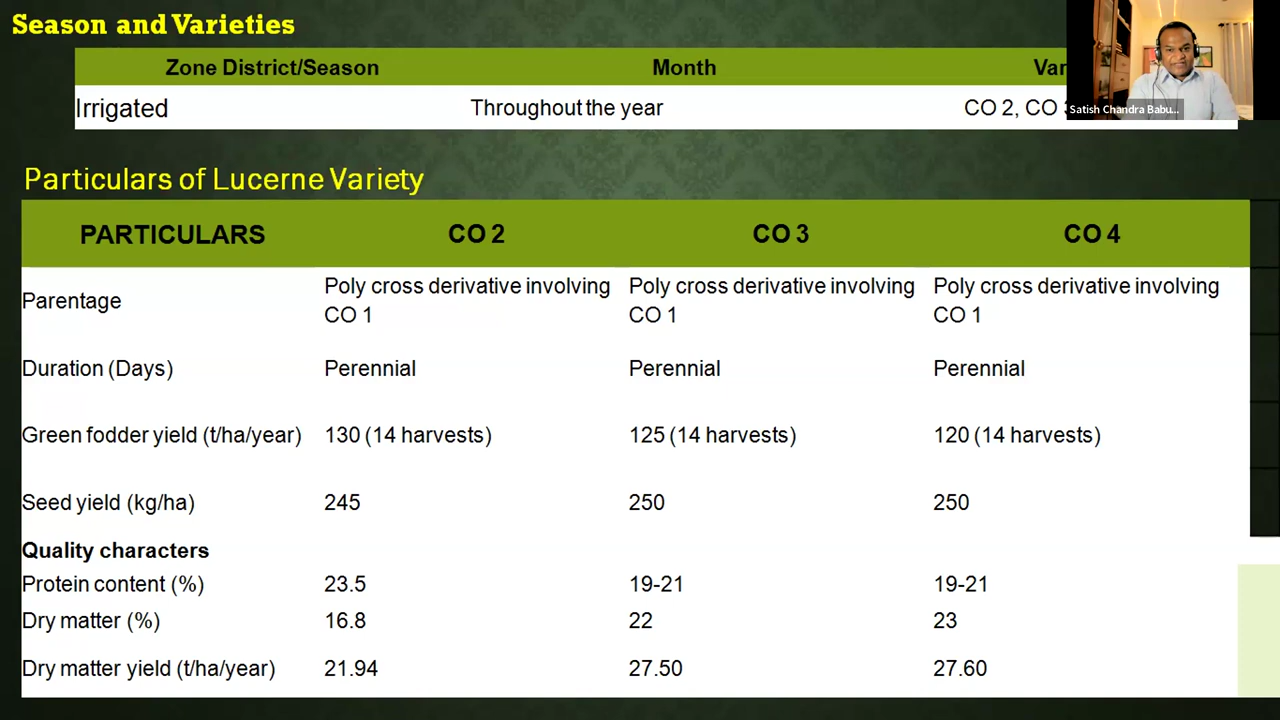 Season and Varieties
Zone District/Season Month
Irrigated Throughout the year CO 2, CO
Satish Chandra Babu...
Particulars of Lucerne Variety
PARTICULARS CO 2 CO 3 CO 4
Parentage Poly cross derivative involving CO 1 Poly cross derivative involving CO 1 Poly cross derivative involving CO 1
Duration (Days) Perennial Perennial Perennial
Green fodder yield (t/ha/year) 130 (14 harvests) 125 (14 harvests) 120 (14 harvests)
Seed yield (kg/ha) 245 250 250
Quality characters
Protein content (%) 23.5 19-21 19-21
Dry matter (%) 16.8 22 23
Dry matter yield (t/ha/year) 21.94 27.50 27.60